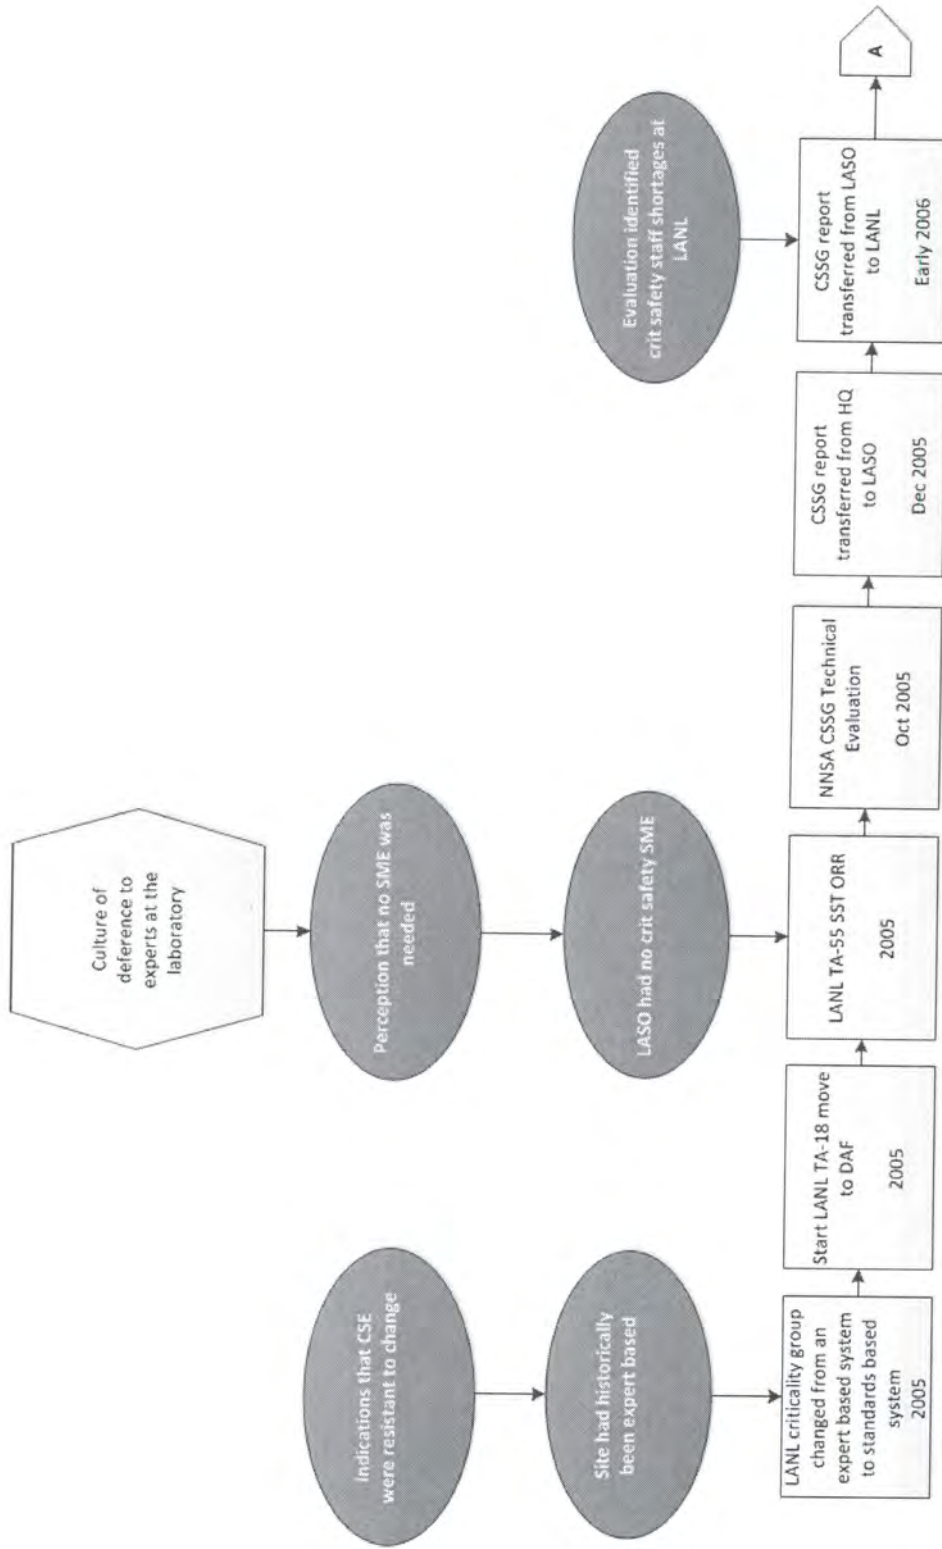 Culture of
deference to
experts at the
laboratory
Indications that CSE
were resistant to change
Perception that no SME was
needed
Site had historically
been expert based
LASO had no crit safety SME
Evaluation identified
crit safety staff shortages at
LANL
LANL criticality group
changed from an
expert based system
to standards based
system
2005
Start LANL TA-18 move
to DAF
2005
LANL TA-55 SST ORR
2005
NNSA CSSG Technical
Evaluation
Oct 2005
CSSG report
transferred from HQ
to LASO
Dec 2005
CSSG report
transferred from LASO
to LANL
Early 2006
A